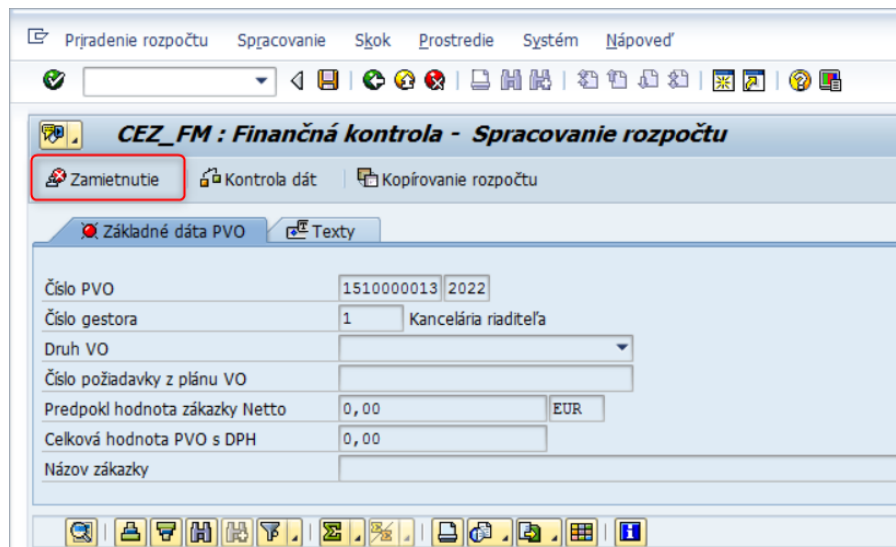 Priradenie rozpočtu Spracovanie Skok Prostredie Systém Nápoveď
CEZ_FM : Finančná kontrola - Spracovanie rozpočtu
Zamietnutie Kontrola dát Kopírovanie rozpočtu
Základné dáta PVO Texty
Číslo PVO 1510000013 2022
Číslo gestora 1 Kancelária riaditeľa
Druh VO
Číslo požiadavky z plánu VO
Predpokl hodnota zákazky Netto 0,00 EUR
Celková hodnota PVO s DPH 0,00
Názov zákazky